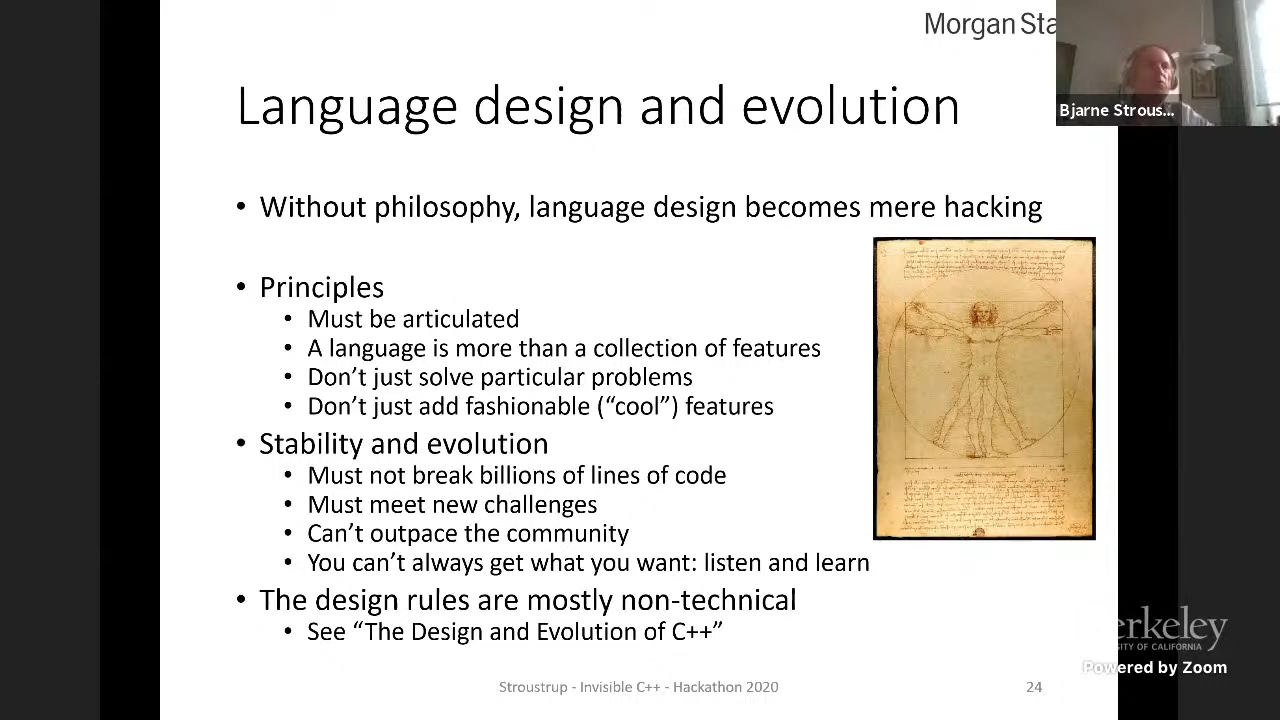 Morgan Sta
Bjarne Strous...
Language design and evolution
• Without philosophy, language design becomes mere hacking
• Principles
• Must be articulated
• A language is more than a collection of features
• Don’t just solve particular problems
• Don’t just add fashionable (“cool”) features
• Stability and evolution
• Must not break billions of lines of code
• Must meet new challenges
• Can’t outpace the community
• You can’t always get what you want: listen and learn
• The design rules are mostly non-technical
• See “The Design and Evolution of C++”
erkeley
SITY OF CALIFORNIA
Powered by Zoom
Stroustrup - Invisible C++ - Hackathon 2020
24